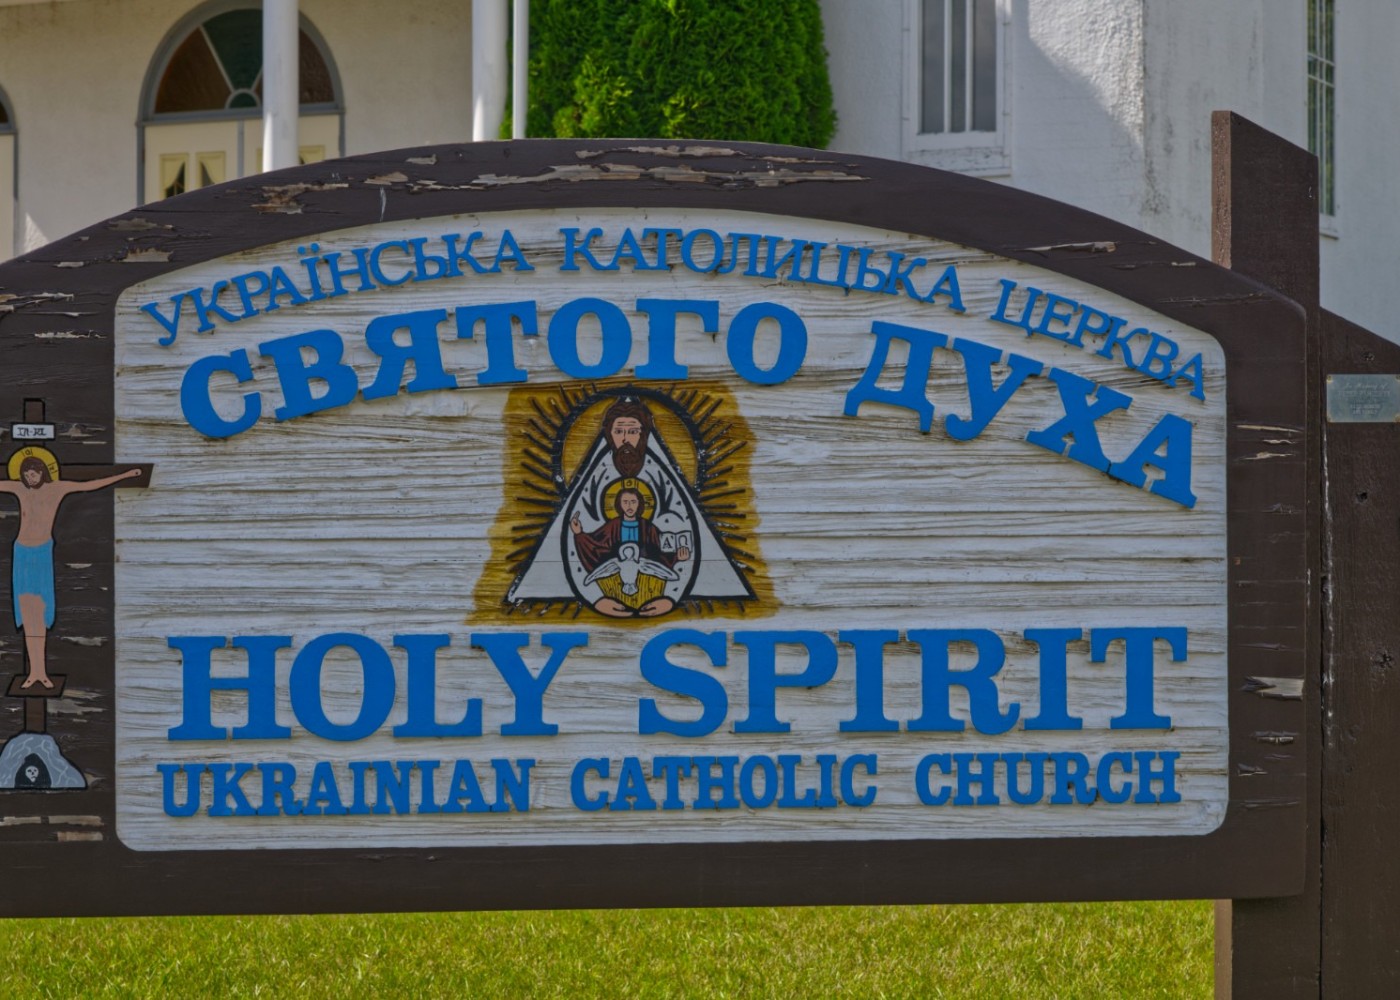 УКРАЇНСЬКА КАТОЛИЦЬКА ЦЕРКВА
СВЯТОГО ДУХА
HOLY SPIRIT
UKRAINIAN CATHOLIC CHURCH